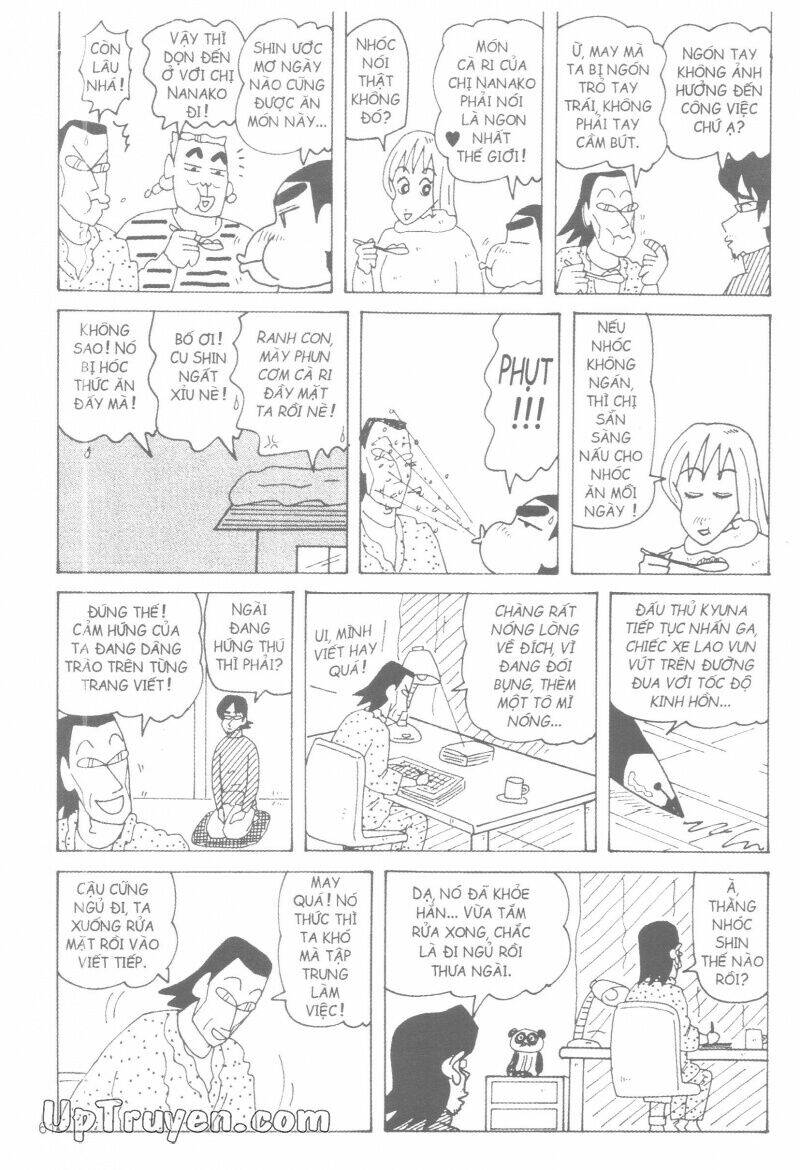 NGÓN TAY
KHÔNG ẢNH
HƯỞNG ĐẾN
CÔNG VIỆC
CHỨ Ạ?
Ừ, MAY MÀ
TA BỊ NGÓN
TRỎ TAY
TRÁI, KHÔNG
PHẢI TAY
CẦM BÚT.
MÓN
CÀ RI CỦA
CHỊ NANAKO
PHẢI NÓI
LÀ NGON
NHẤT
THẾ GIỚI!
NHÓC
NÓI
THẬT
KHÔNG
ĐÓ?
SHIN ƯỚC
MƠ NGÀY
NÀO CŨNG
ĐƯỢC ĂN
MÓN NÀY...
VẬY THÌ
DỌN ĐẾN
Ở VỚI CHỊ
NANAKO
ĐI!
CÒN
LÂU
NHÁ!
NẾU
NHÓC
KHÔNG
NGÁN,
THÌ CHỊ
SẴN
SÀNG
NẤU CHO
NHÓC
ĂN MỖI
NGÀY!
PHỤT
!!!
RANH CON,
MÀY PHUN
CƠM CÀ RI
ĐẦY MẶT
TA RỒI NÈ!
BỐ ƠI!
CU SHIN
NGẤT
XỈU NÈ!
KHÔNG
SAO! NÓ
BỊ HÓC
THỨC ĂN
ĐẤY MÀ!
ĐẤU THỦ KYUNA
TIẾP TỤC NHẤN GA,
CHIẾC XE LAO VUN
VÚT TRÊN ĐƯỜNG
ĐUA VỚI TỐC ĐỘ
KINH HỒN...
CHÀNG RẤT
NÓNG LÒNG
VỀ ĐÍCH, VÌ
ĐANG ĐÓI
BỤNG, THÈM
MỘT TÔ MÌ
NÓNG...
UI, MÌNH
VIẾT HAY
QUÁ!
NGÀI
ĐANG
HỨNG THÚ
THÌ PHẢI?
ĐÚNG THẾ!
CẢM HỨNG CỦA
TA ĐANG DÂNG
TRÀO TRÊN TỪNG
TRANG VIẾT!
À,
THẰNG
NHÓC
SHIN
THẾ NÀO
RỒI?
DẠ, NÓ ĐÃ KHỎE
HẲN... VỪA TẮM
RỬA XONG, CHẮC
LÀ ĐI NGỦ RỒI
THƯA NGÀI.
MAY
QUÁ! NÓ
THỨC THÌ
TA KHÓ
MÀ TẬP
TRUNG
LÀM
VIỆC!
CẬU CŨNG
NGỦ ĐI, TA
XUỐNG RỬA
MẶT RỒI VÀO
VIẾT TIẾP.
UpTruyen.com